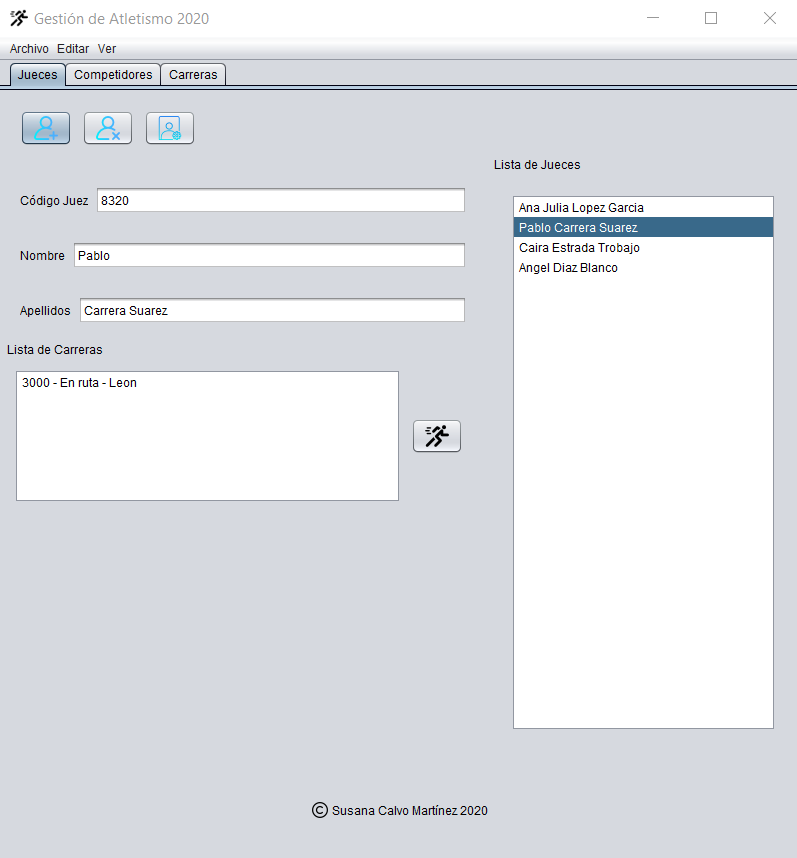 Gestión de Atletismo 2020
Archivo Editar Ver
Jueces Competidores Carreras
Código Juez 8320
Nombre Pablo
Apellidos Carrera Suarez
Lista de Carreras
3000 - En ruta - Leon
Lista de Jueces
Ana Julia Lopez Garcia
Pablo Carrera Suarez
Caira Estrada Trobajo
Angel Diaz Blanco
© Susana Calvo Martínez 2020